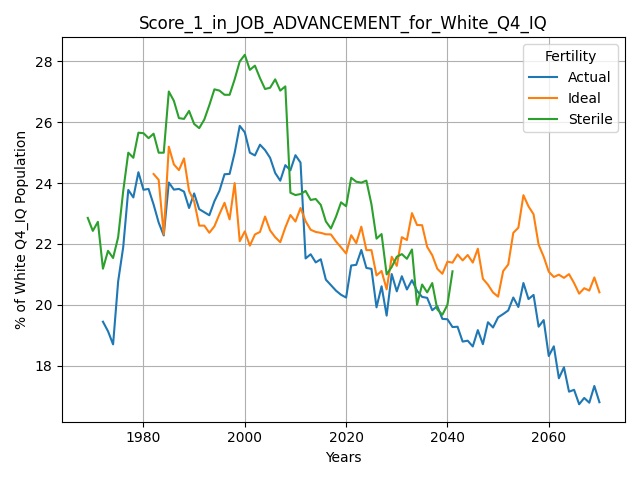 Score_1_in_JOB_ADVANCEMENT_for_White_Q4_IQ
Fertility
Actual
Ideal
Sterile
% of White Q4_IQ Population
28
26
24
22
20
18
1980
2000
2020
2040
2060
Years